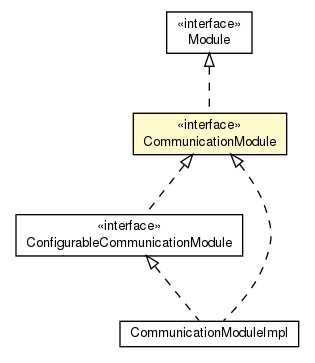 «interface»
Module
«interface»
CommunicationModule
«interface»
ConfigurableCommunicationModule
CommunicationModuleImpl